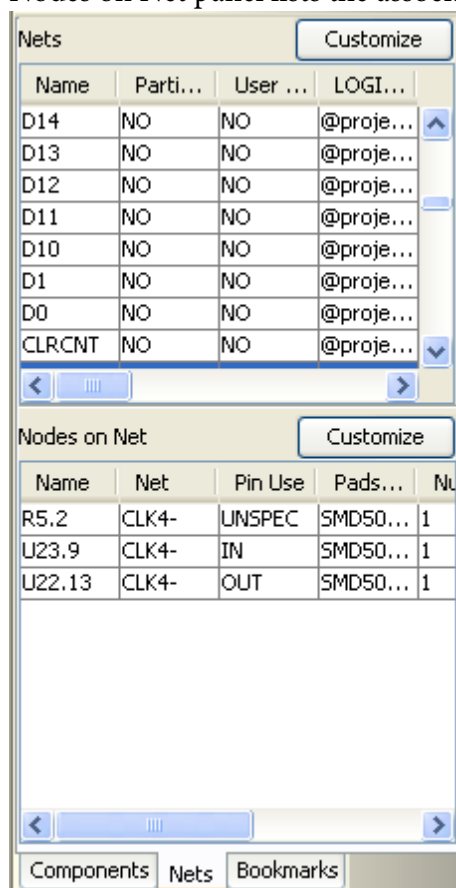 Nodes on Net panel lists the associ
Nets Customize
Name Parti... User ... LOGI...
D14 NO NO @proje...
D13 NO NO @proje...
D12 NO NO @proje...
D11 NO NO @proje...
D10 NO NO @proje...
D1 NO NO @proje...
D0 NO NO @proje...
CLRCNT NO NO @proje...
Nodes on Net Customize
Name Net Pin Use Pads... Nu
R5.2 CLK4- UNSPEC SMD50... 1
U23.9 CLK4- IN SMD50... 1
U22.13 CLK4- OUT SMD50... 1
Components Nets Bookmarks